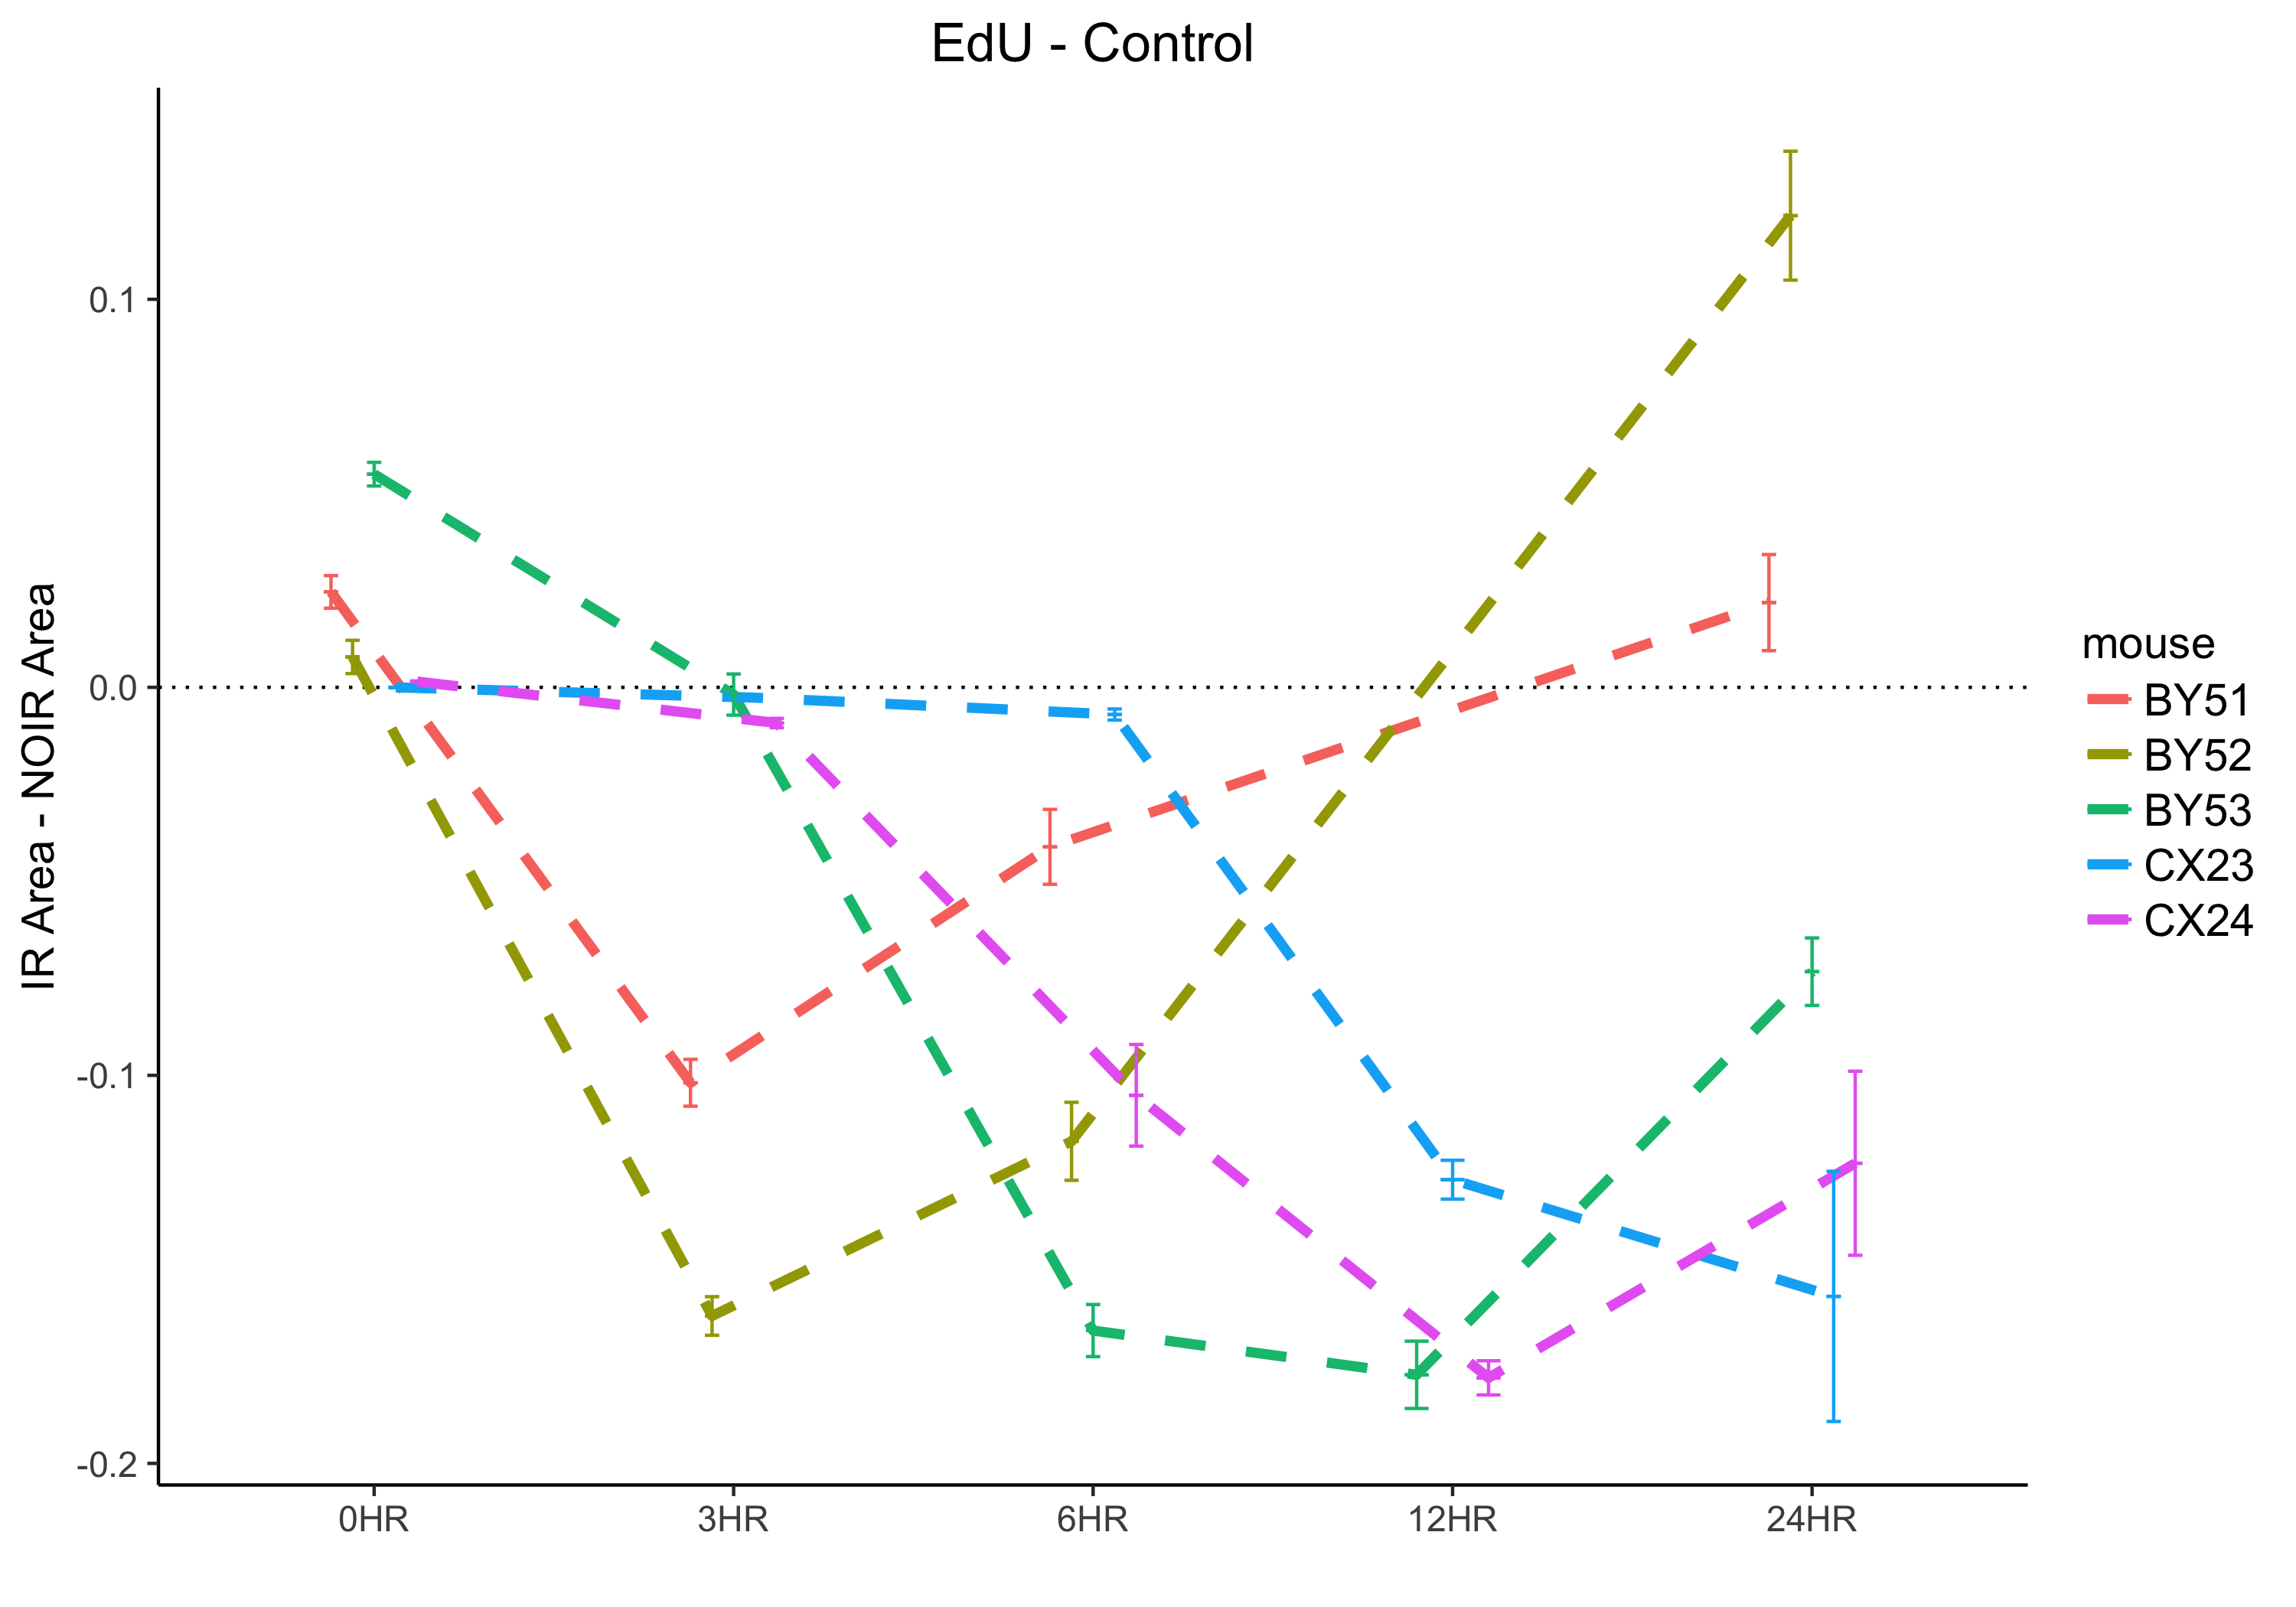 EdU - Control
IR Area - NOIR Area
0.1
0.0
-0.1
-0.2
0HR
3HR
6HR
12HR
24HR
mouse
BY51
BY52
BY53
CX23
CX24